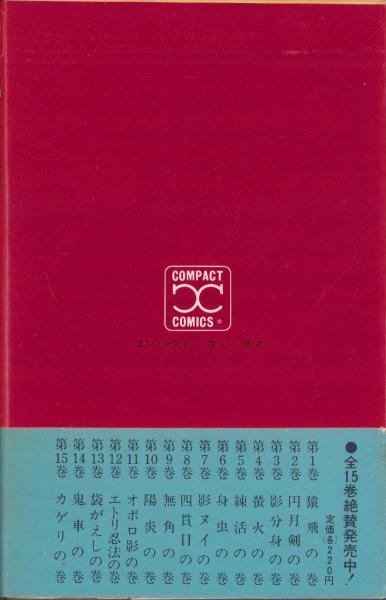 COMPACT
COMICS*
コンパクト コミックス
●全15巻絶賛発売中！
定価(各)220円
第1巻 猿飛の巻
第2巻 円月剣の巻
第3巻 影分身の巻
第4巻 螢火の巻
第5巻 練活の巻
第6巻 身虫の巻
第7巻 影ヌイの巻
第8巻 四貫目の巻
第9巻 無角の巻
第10巻 陽炎の巻
第11巻 オボロ影の巻
第12巻 エトリ忍法の巻
第13巻 袋がえしの巻
第14巻 鬼車の巻
第15巻 カゲリの巻